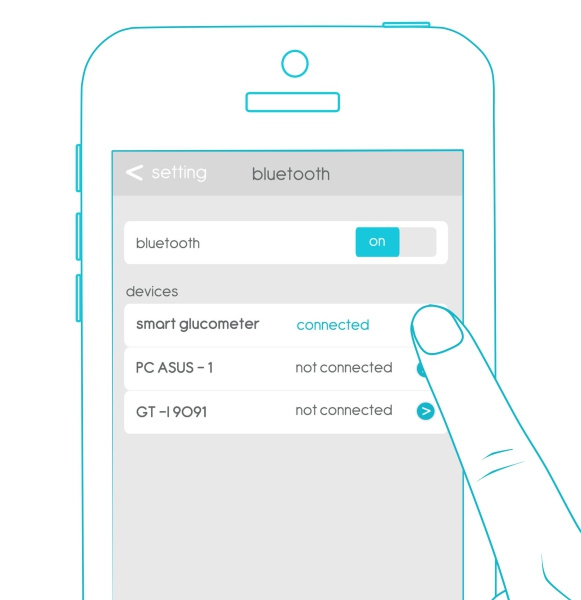 < setting bluetooth
bluetooth on
devices
smart glucometer connected
PC ASUS - 1 not connected
GT -I 9091 not connected >